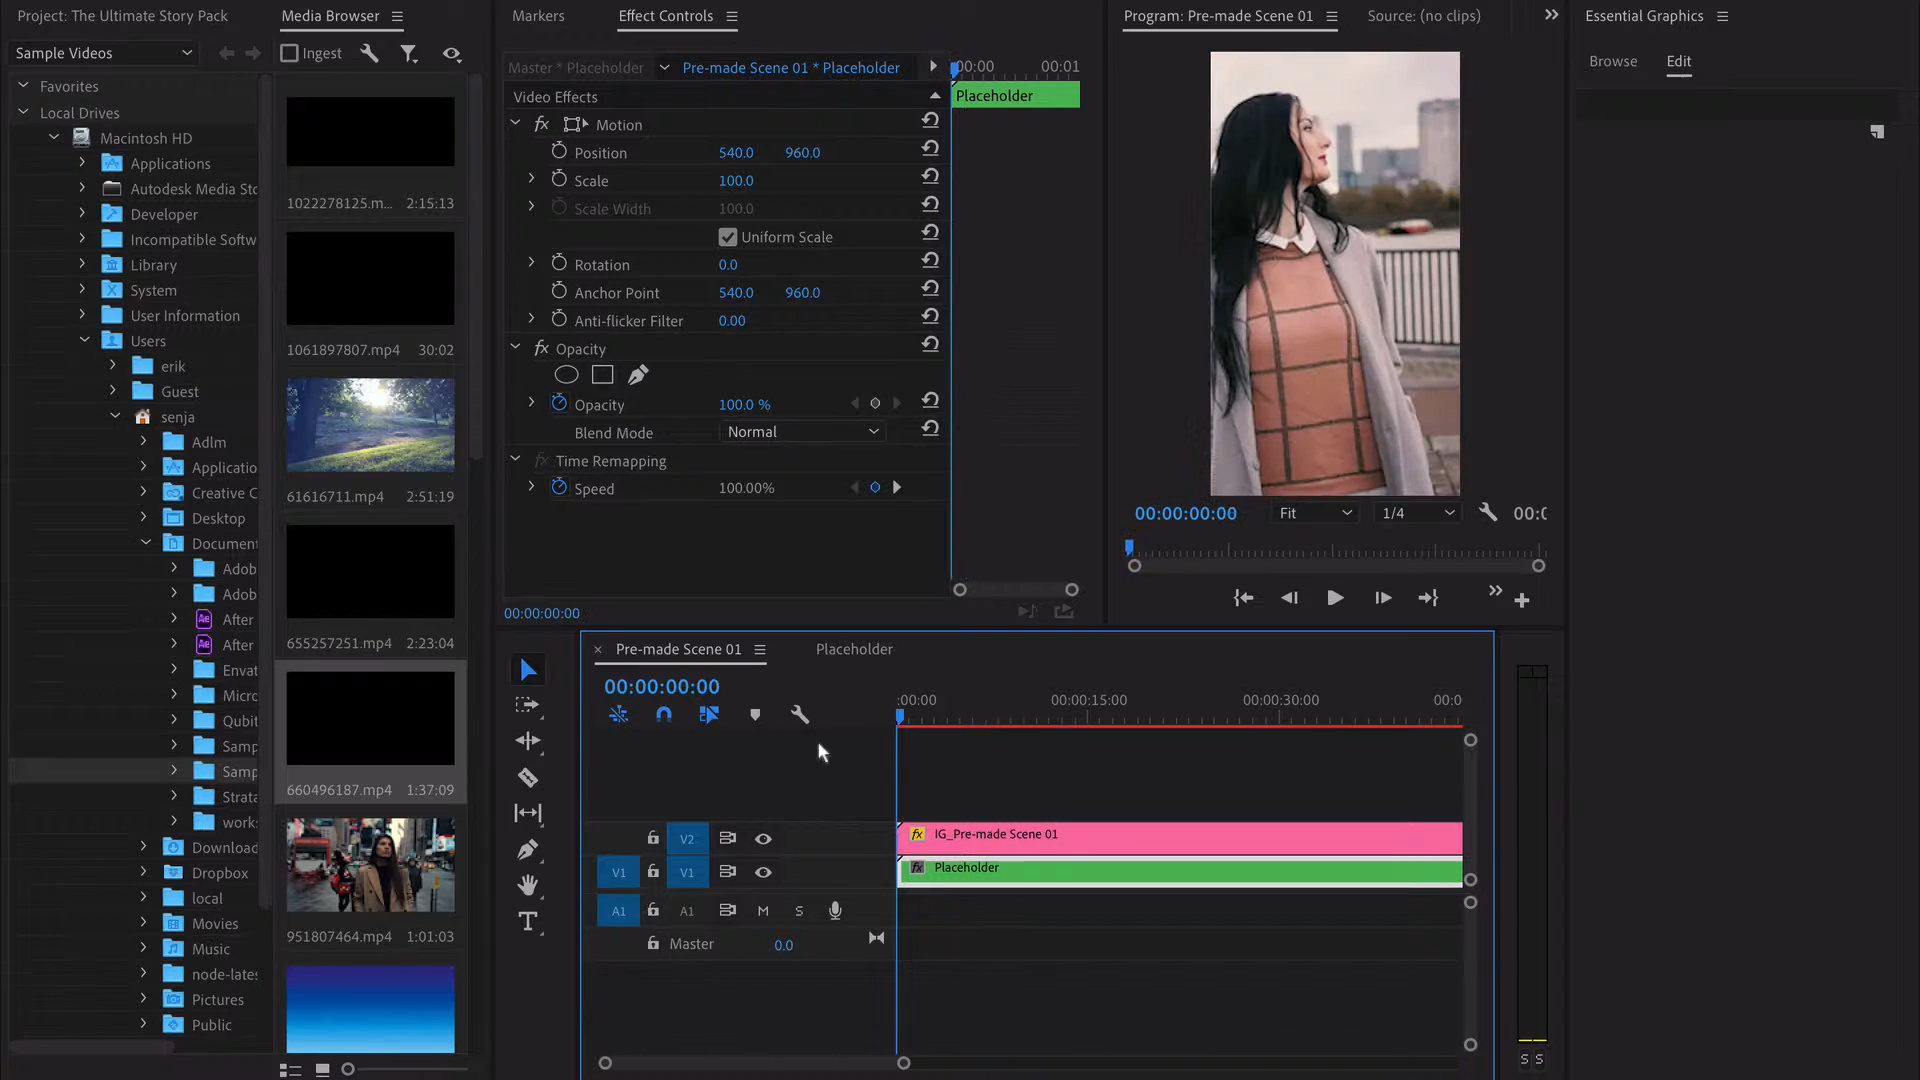 Project: The Ultimate Story Pack
Media Browser
Markers
Effect Controls
Program: Pre-made Scene 01
Source: (no clips)
Essential Graphics
Sample Videos
Ingest
Browse
Edit
Master * Placeholder
Pre-made Scene 01 * Placeholder
00:00
00:01
Placeholder
Favorites
Local Drives
Macintosh HD
Applications
Autodesk Media Sto
Developer
Incompatible Softw
Library
System
User Information
Users
erik
Guest
senja
Adlm
Applicatio
Creative C
Desktop
Document
Adob
Adob
After
After
Envat
Micro
Qubit
Samp
Samp
Strata
work
Download
Dropbox
local
Movies
Music
node-lates
Pictures
Public
1022278125.m... 2:15:13
1061897807.mp4 30:02
61616711.mp4 2:51:19
655257251.mp4 2:23:04
660496187.mp4 1:37:09
951807464.mp4 1:01:03
Video Effects
fx Motion
Position 540.0 960.0
Scale 100.0
Scale Width 100.0
Uniform Scale
Rotation 0.0
Anchor Point 540.0 960.0
Anti-flicker Filter 0.00
fx Opacity
Opacity 100.0 %
Blend Mode Normal
fx Time Remapping
Speed 100.00%
00:00:00:00
00:00:00:00 Fit 1/4
Pre-made Scene 01
Placeholder
00:00:00:00
:00:00 00:00:15:00 00:00:30:00 00:0
V2 fx IG_Pre-made Scene 01
V1 V1 fx Placeholder
A1 A1 M S
Master 0.0
S S